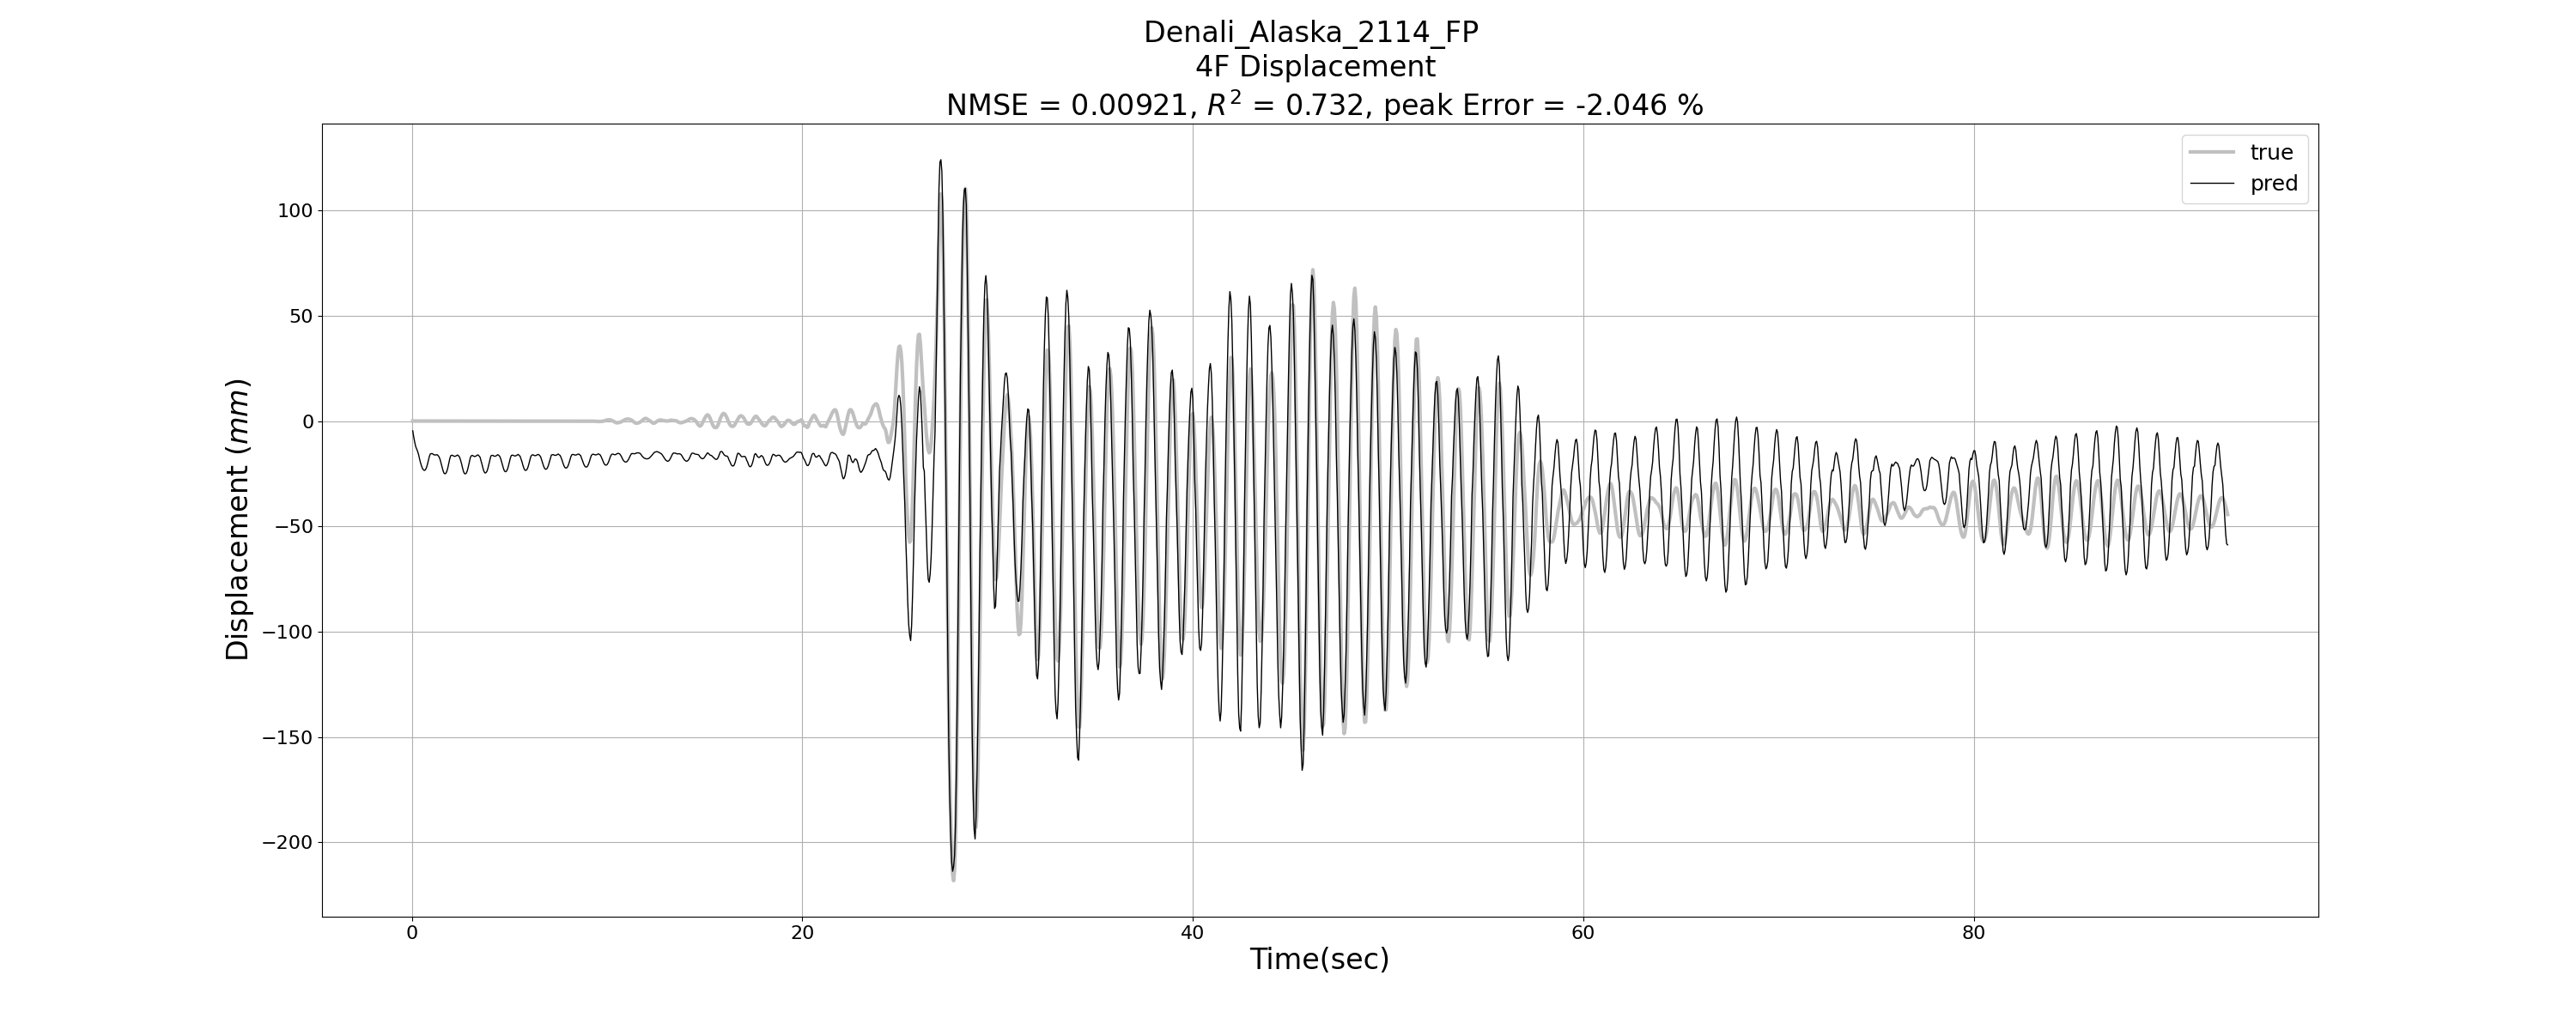 Denali_Alaska_2114_FP
4F Displacement
NMSE = 0.00921, R² = 0.732, peak Error = -2.046 %
true
pred
Displacement (mm)
100
50
0
−50
−100
−150
−200
0 20 40 60 80
Time(sec)